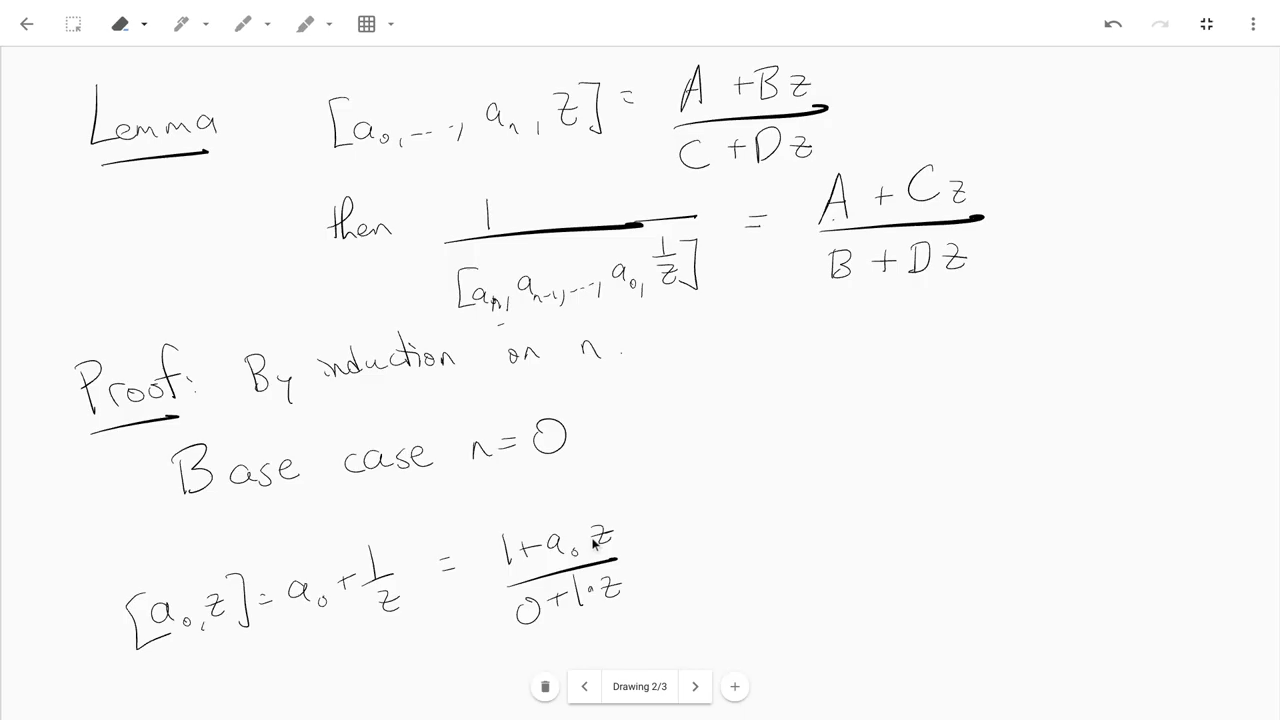 Lemma [a₀, ..., aₙ, z] = (A + Bz)/(C + Dz)
then 1/[aₙ, aₙ₋₁, ..., a₀, 1/z] = (A + Cz)/(B + Dz)
Proof: By induction on n.
Base case n = 0
[a₀, z] = a₀ + 1/z = (1 + a₀z)/(0 + 1·z)
Drawing 2/3